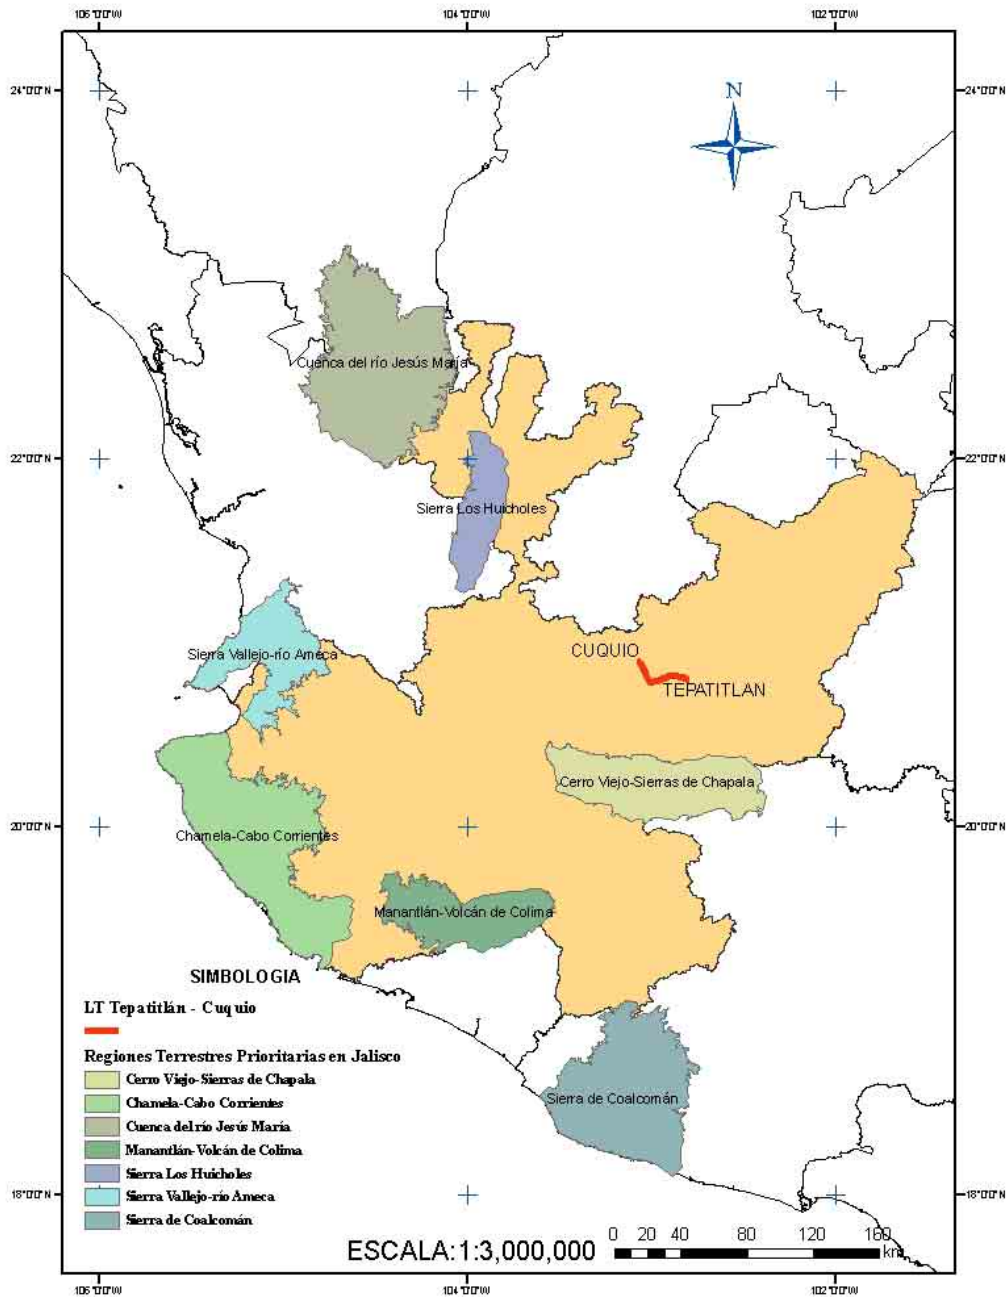 106°0'0"W 104°0'0"W 102°0'0"W
24°0'0"N 24°0'0"N
N
Cuenca del río Jesús María
22°0'0"N 22°0'0"N
Sierra Los Huicholes
CUQUIO
Sierra Vallejo-río Ameca
TEPATITLAN
Cerro Viejo-Sierras de Chapala
20°0'0"N 20°0'0"N
Chamela-Cabo Corrientes
Manantlán-Volcán de Colima
SIMBOLOGIA
LT Tepatitlán - Cuquio
Regiones Terrestres Prioritarias en Jalisco
Cerro Viejo-Sierras de Chapala
Chamela-Cabo Corrientes
Cuenca del río Jesús María
Manantlán-Volcán de Colima
Sierra Los Huicholes
Sierra Vallejo-río Ameca
Sierra de Coalcomán
Sierra de Coalcomán
18°0'0"N 18°0'0"N
ESCALA:1:3,000,000
0 20 40 80 120 160
km
106°0'0"W 104°0'0"W 102°0'0"W